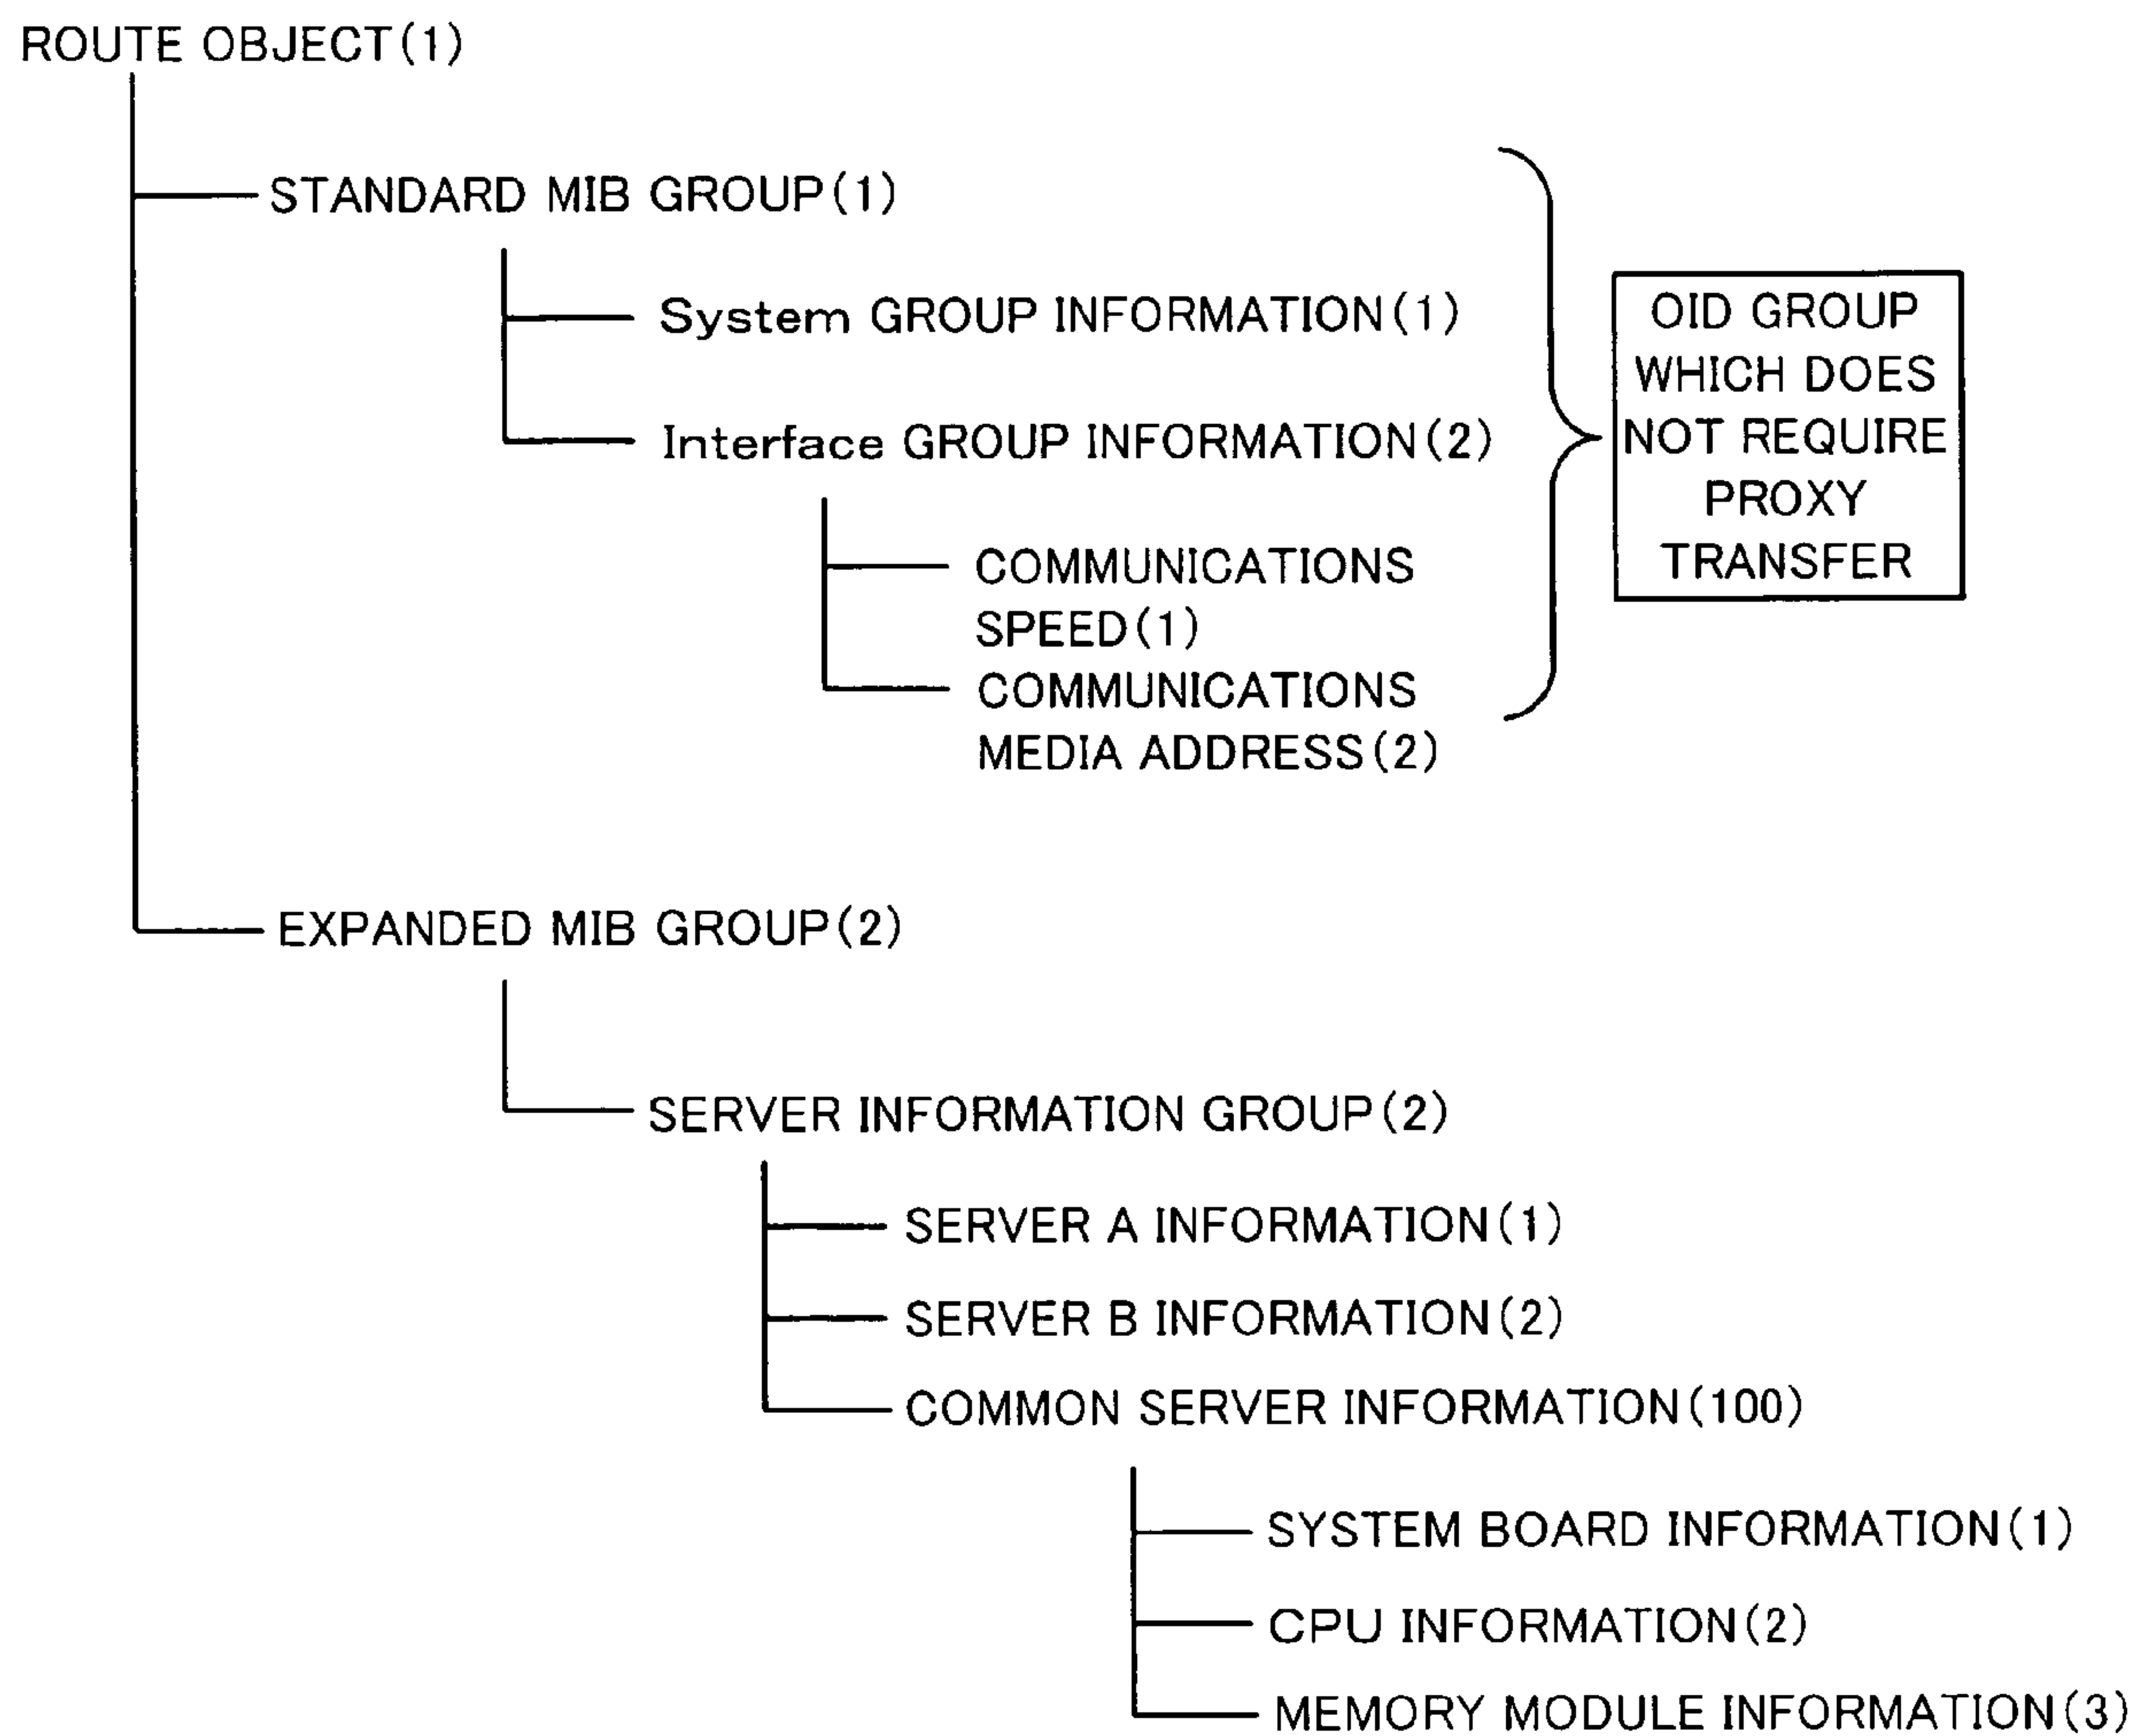 ROUTE OBJECT(1)
STANDARD MIB GROUP(1)
System GROUP INFORMATION(1)
Interface GROUP INFORMATION(2)
COMMUNICATIONS
SPEED(1)
COMMUNICATIONS
MEDIA ADDRESS(2)
OID GROUP
WHICH DOES
NOT REQUIRE
PROXY
TRANSFER
EXPANDED MIB GROUP(2)
SERVER INFORMATION GROUP(2)
SERVER A INFORMATION(1)
SERVER B INFORMATION(2)
COMMON SERVER INFORMATION(100)
SYSTEM BOARD INFORMATION(1)
CPU INFORMATION(2)
MEMORY MODULE INFORMATION(3)